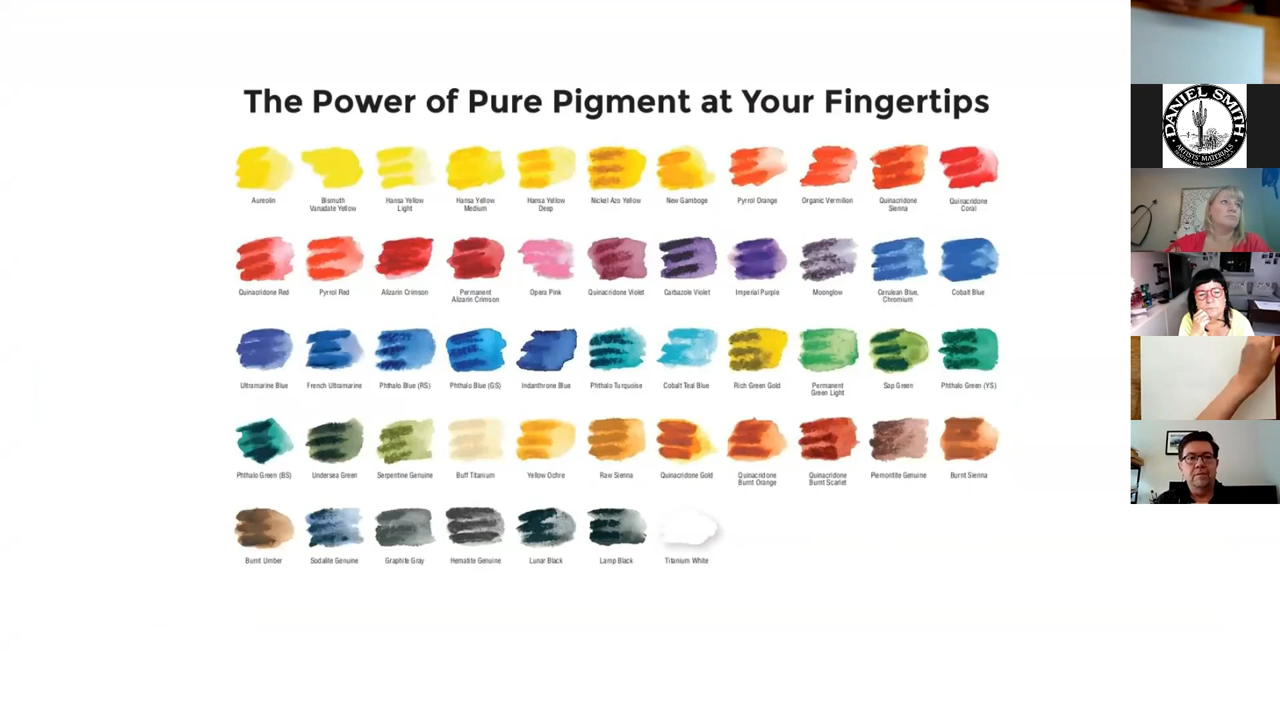 The Power of Pure Pigment at Your Fingertips
DANIEL SMITH
ARTISTS' MATERIALS
Aureolin
Bismuth
Vanadate Yellow
Hansa Yellow
Light
Hansa Yellow
Medium
Hansa Yellow
Deep
Nickel Azo Yellow
New Gamboge
Pyrrol Orange
Organic Vermilion
Quinacridone
Sienna
Quinacridone
Coral
Quinacridone Red
Pyrrol Red
Alizarin Crimson
Permanent
Alizarin Crimson
Opera Pink
Quinacridone Violet
Carbazole Violet
Imperial Purple
Moonglow
Cerulean Blue,
Chromium
Cobalt Blue
Ultramarine Blue
French Ultramarine
Phthalo Blue (RS)
Phthalo Blue (GS)
Indanthrone Blue
Phthalo Turquoise
Cobalt Teal Blue
Rich Green Gold
Permanent
Green Light
Sap Green
Phthalo Green (YS)
Phthalo Green (BS)
Undersea Green
Serpentine Genuine
Buff Titanium
Yellow Ochre
Raw Sienna
Quinacridone Gold
Quinacridone
Burnt Orange
Quinacridone
Burnt Scarlet
Piemontite Genuine
Burnt Sienna
Burnt Umber
Sodalite Genuine
Graphite Gray
Hematite Genuine
Lunar Black
Lamp Black
Titanium White